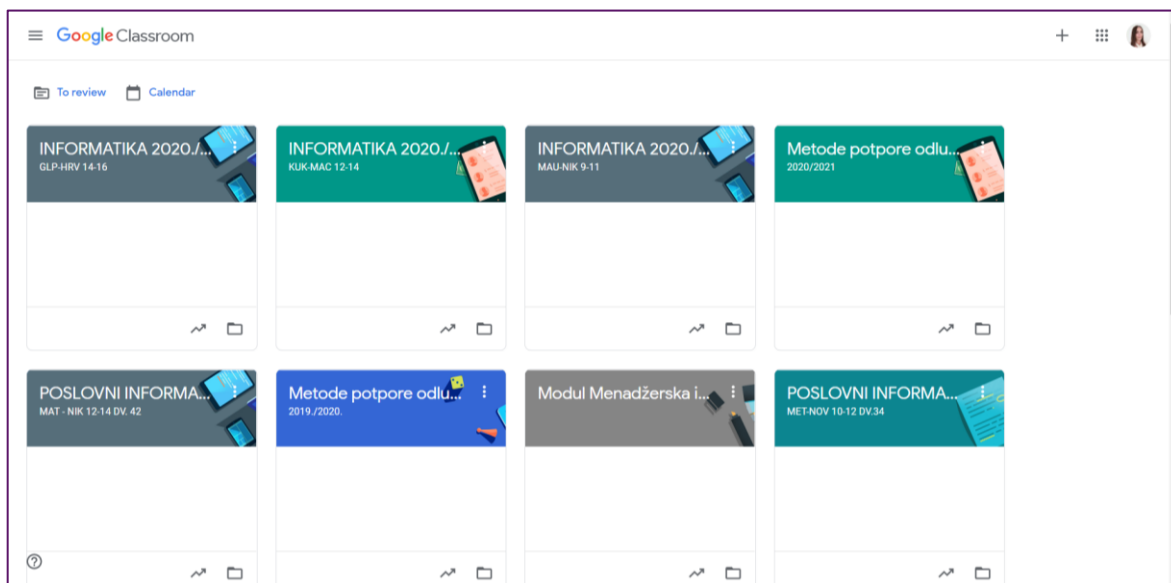 Google Classroom
To review Calendar
INFORMATIKA 2020./...
GLP-HRV 14-16
INFORMATIKA 2020./...
KUK-MAC 12-14
INFORMATIKA 2020./...
MAU-NIK 9-11
Metode potpore odlu...
2020/2021
POSLOVNI INFORMA...
MAT - NIK 12-14 DV. 42
Metode potpore odlu...
2019./2020.
Modul Menadžerska i...
POSLOVNI INFORMA...
MET-NOV 10-12 DV.34